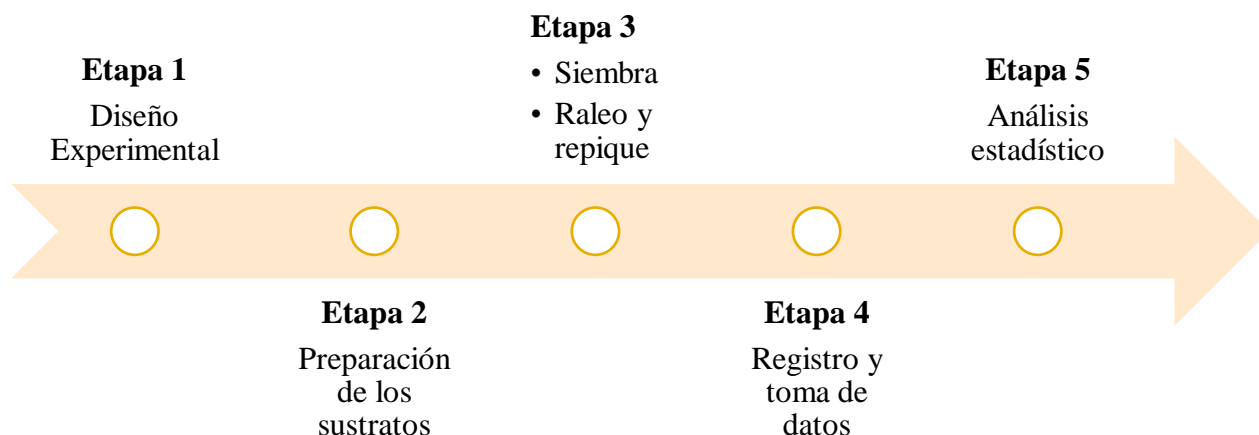 Etapa 1
Diseño
Experimental
Etapa 2
Preparación
de los
sustratos
Etapa 3
• Siembra
• Raleo y
repique
Etapa 4
Registro y
toma de
datos
Etapa 5
Análisis
estadístico